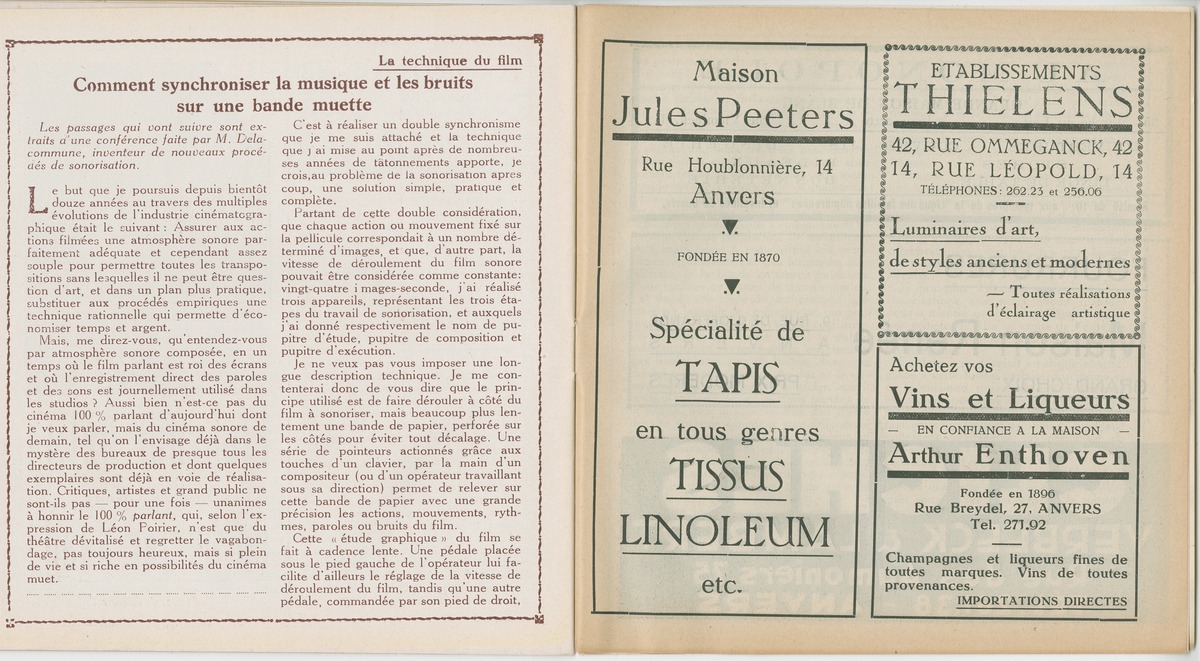 La technique du film
Comment synchroniser la musique et les bruits
sur une bande muette
Les passages qui vont suivre sont ex-
traits d'une conférence faite par M. Dela-
commune, inventeur de nouveaux procé-
dés de sonorisation.
Le but que je poursuis depuis bientôt
douze années au travers des multiples
évolutions de l'industrie cinématogra-
phique était le suivant : Assurer aux ac-
tions filmées une atmosphère sonore par-
faitement adéquate et cependant assez
souple pour permettre toutes les transpo-
sitions sans lesquelles il ne peut être ques-
tion d'art, et dans un plan plus pratique,
substituer aux procédés empiriques une
technique rationnelle qui permette d'éco-
nomiser temps et argent.
Mais, me direz-vous, qu'entendez-vous
par atmosphère sonore composée, en un
temps où le film parlant est roi des écrans
et où l'enregistrement direct des paroles
et des sons est journellement utilisé dans
les studios ? Aussi bien n'est-ce pas du
cinéma 100 % parlant d'aujourd'hui dont
je veux parler, mais du cinéma sonore de
demain, tel qu'on l'envisage déjà dans le
mystère des bureaux de presque tous les
directeurs de production et dont quelques
exemplaires sont déjà en voie de réalisa-
tion. Critiques, artistes et grand public ne
sont-ils pas — pour une fois — unanimes
à honnir le 100 % parlant, qui, selon l'ex-
pression de Léon Poirier, n'est que du
théâtre dévitalisé et regretter le vagabon-
dage, pas toujours heureux, mais si plein
de vie et si riche en possibilités du cinéma
muet.
C'est à réaliser un double synchronisme
que je me suis attaché et la technique
que j'ai mise au point après de nombreu-
ses années de tâtonnements apporte, je
crois,au problème de la sonorisation apres
coup, une solution simple, pratique et
complète.
Partant de cette double considération,
que chaque action ou mouvement fixé sur
la pellicule correspondait à un nombre dé-
terminé d'images, et que, d'autre part, la
vitesse de déroulement du film sonore
pouvait être considérée comme constante:
vingt-quatre i mages-seconde, j'ai réalisé
trois appareils, représentant les trois éta-
pes du travail de sonorisation, et auxquels
j'ai donné respectivement le nom de pu-
pitre d'étude, pupitre de composition et
pupitre d'exécution.
Je ne veux pas vous imposer une lon-
gue description technique. Je me con-
tenterai donc de vous dire que le prin-
cipe utilisé est de faire dérouler à côté du
film à sonoriser, mais beaucoup plus len-
tement une bande de papier, perforée sur
les côtés pour éviter tout décalage. Une
série de pointeurs actionnés grâce aux
touches d'un clavier, par la main d'un
compositeur (ou d'un opérateur travaillant
sous sa direction) permet de relever sur
cette bande de papier avec une grande
précision les actions, mouvements, ryth-
mes, paroles ou bruits du film.
Cette « étude graphique » du film se
fait à cadence lente. Une pédale placée
sous le pied gauche de l'opérateur lui fa-
cilite d'ailleurs le réglage de la vitesse de
déroulement du film, tandis qu'une autre
pédale, commandée par son pied de droit,
Maison
Jules Peeters
Rue Houblonnière, 14
Anvers
FONDÉE EN 1870
Spécialité de
TAPIS
en tous genres
TISSUS
LINOLEUM
etc.
ETABLISSEMENTS
THIELENS
42, RUE OMMEGANCK, 42
14, RUE LÉOPOLD, 14
TÉLÉPHONES : 262.23 et 256.06
Luminaires d'art,
de styles anciens et modernes
— Toutes réalisations
d'éclairage artistique
Achetez vos
Vins et Liqueurs
— EN CONFIANCE A LA MAISON —
Arthur Enthoven
Fondée en 1896
Rue Breydel, 27, ANVERS
Tel. 271.92
Champagnes et liqueurs fines de
toutes marques. Vins de toutes
provenances.
IMPORTATIONS DIRECTES